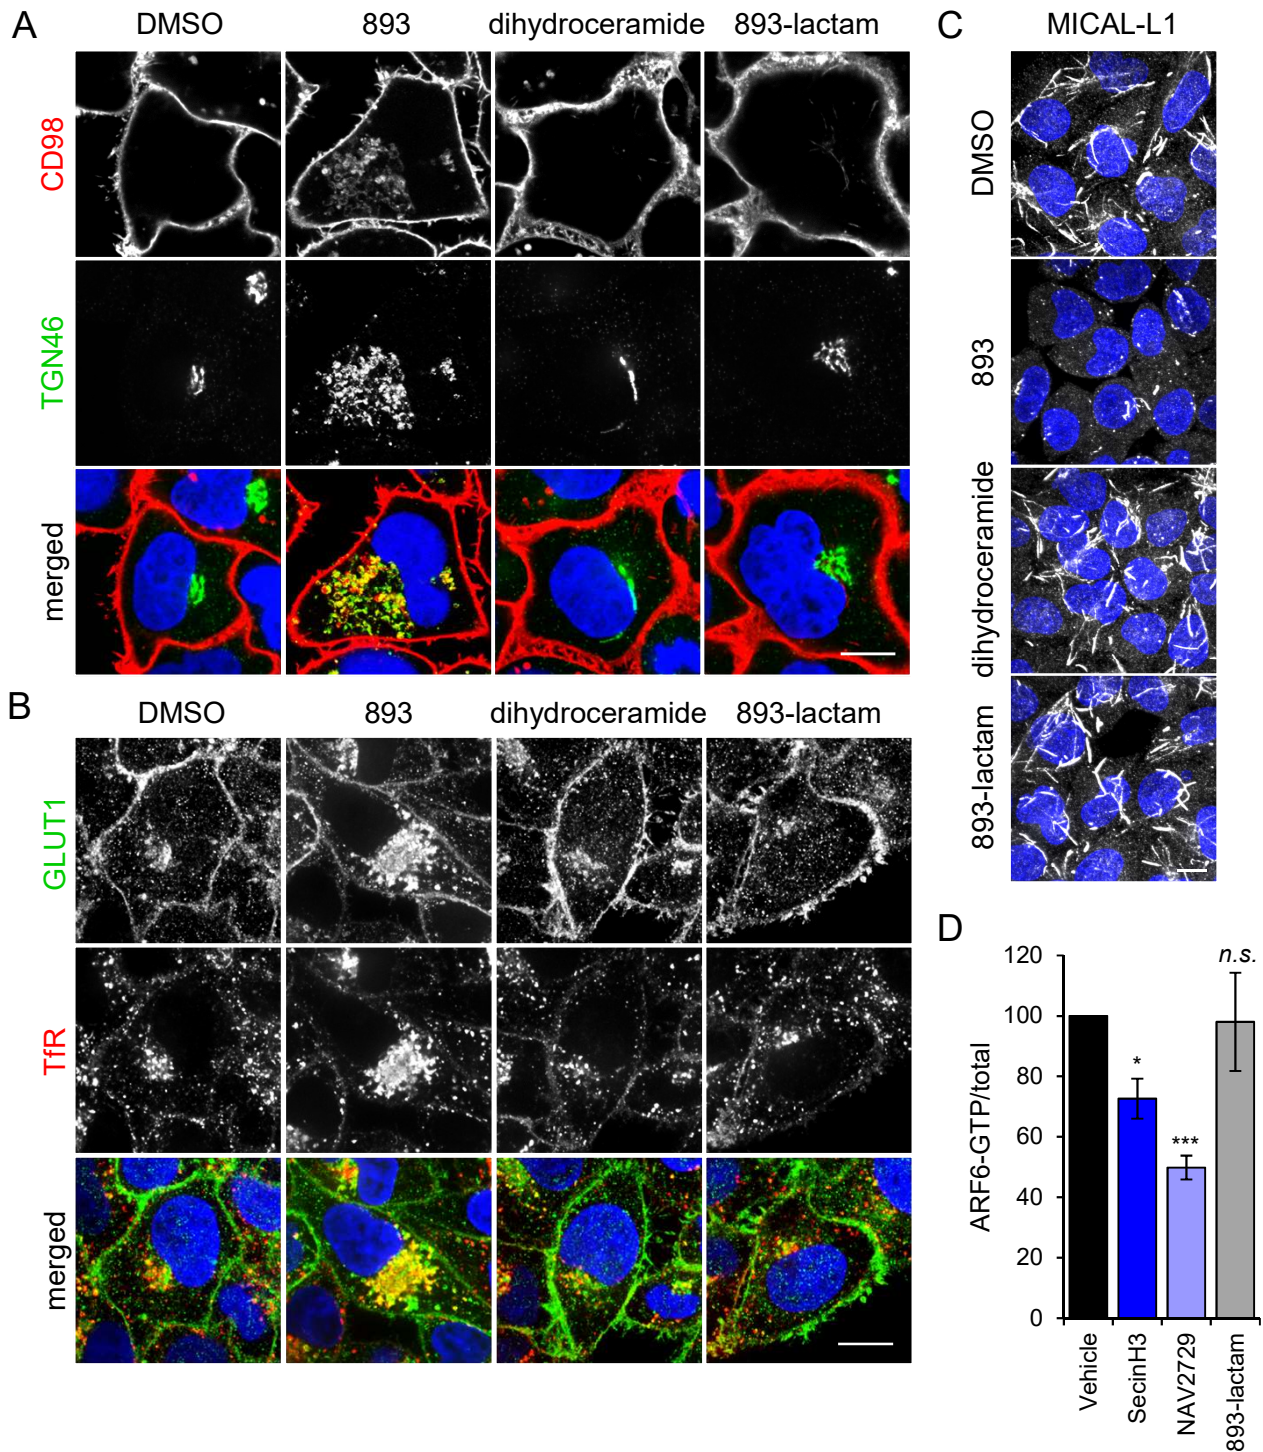 A
DMSO
893
dihydroceramide
893-lactam
CD98
TGN46
merged
B
DMSO
893
dihydroceramide
893-lactam
GLUT1
TfR
merged
C
MICAL-L1
DMSO
893
dihydroceramide
893-lactam
D
ARF6-GTP/total
120
100
80
60
40
20
0
*
***
n.s.
Vehicle
SecinH3
NAV2729
893-lactam